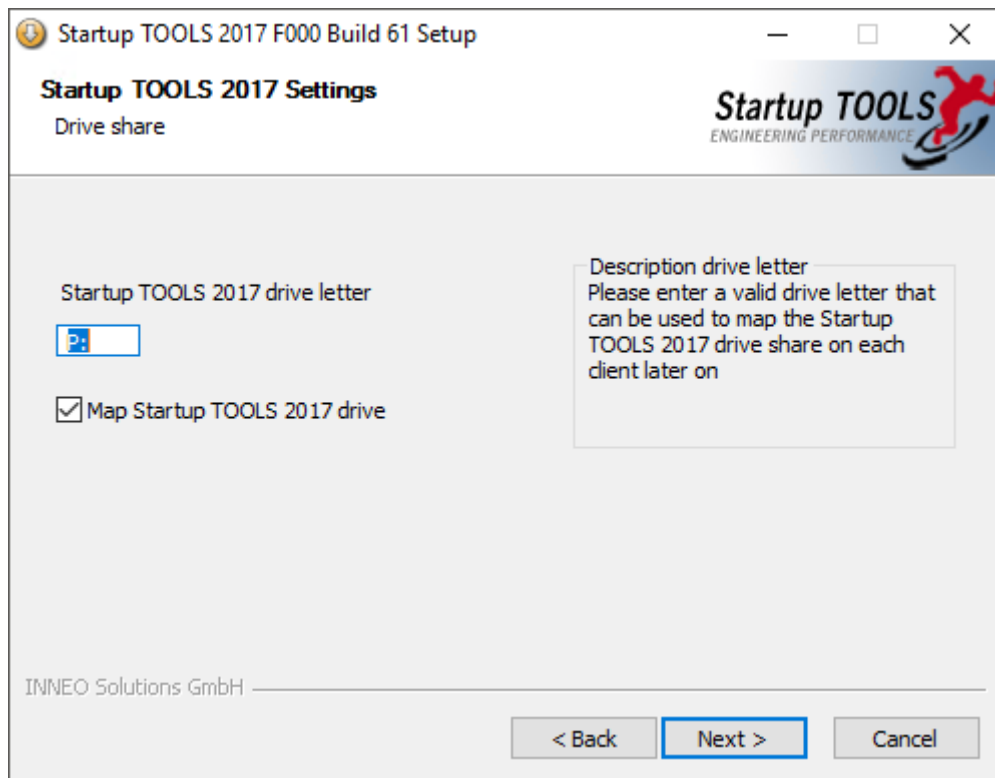 Startup TOOLS 2017 F000 Build 61 Setup
Startup TOOLS 2017 Settings
Drive share
Startup TOOLS
ENGINEERING PERFORMANCE
Startup TOOLS 2017 drive letter
P:
Map Startup TOOLS 2017 drive
Description drive letter
Please enter a valid drive letter that
can be used to map the Startup
TOOLS 2017 drive share on each
client later on
INNEO Solutions GmbH
< Back
Next >
Cancel